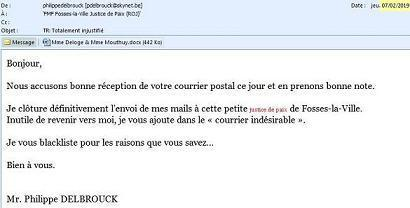 De : philippedelbrouck [pdelbrouck@skynet.be] Date : jeu. 07/02/2019
À : 'FMF Fosses-la-Ville Justice de Paix (ROJ)'
Cc :
Objet : TR: Totalement injustifié
Message Mme Deloge & Mme Mouthuy.docx (442 Ko)
Bonjour,
Nous accusons bonne réception de votre courrier postal ce jour et en prenons bonne note.
Je clôture définitivement l'envoi de mes mails à cette petite justice de paix de Fosses-la-Ville.
Inutile de revenir vers moi, je vous ajoute dans le « courrier indésirable ».
Je vous blackliste pour les raisons que vous savez...
Bien à vous.
Mr. Philippe DELBROUCK